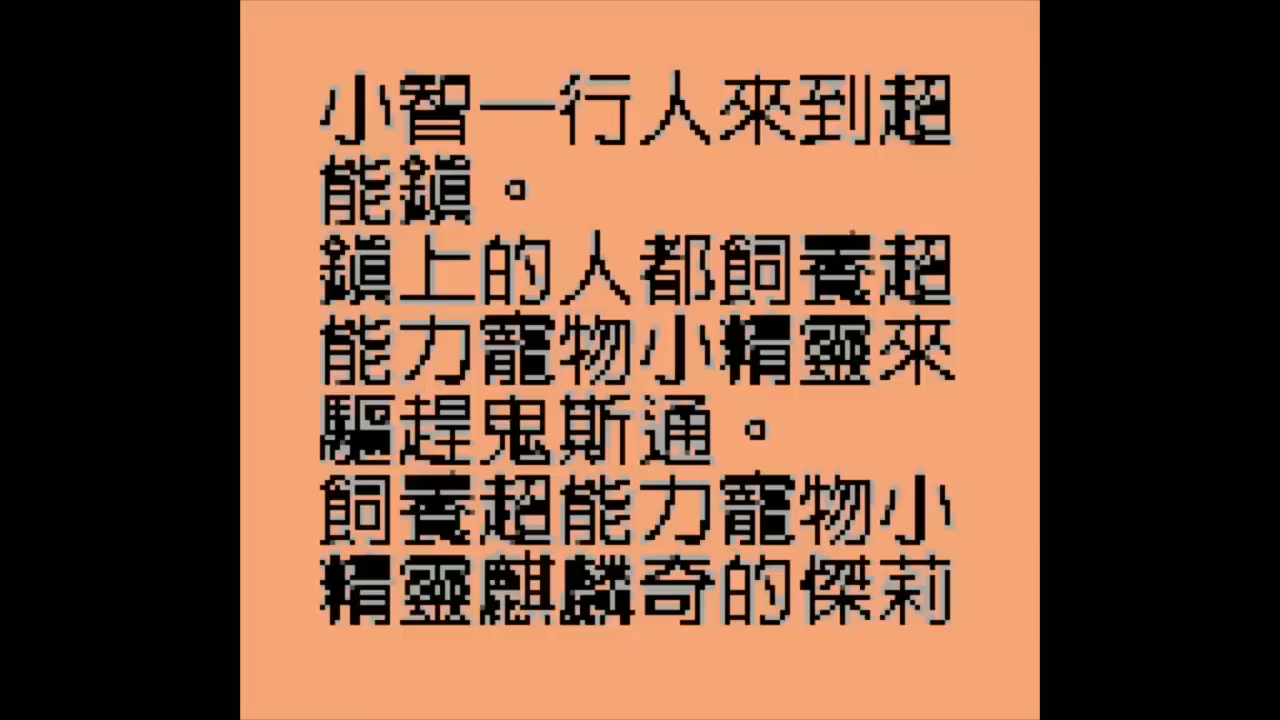 小智一行人來到超
能鎖。
鎖上的人都飼養超
能力寵物小精靈來
驅趕鬼斯通。
飼養超能力寵物小
精靈麒麟奇的傑莉